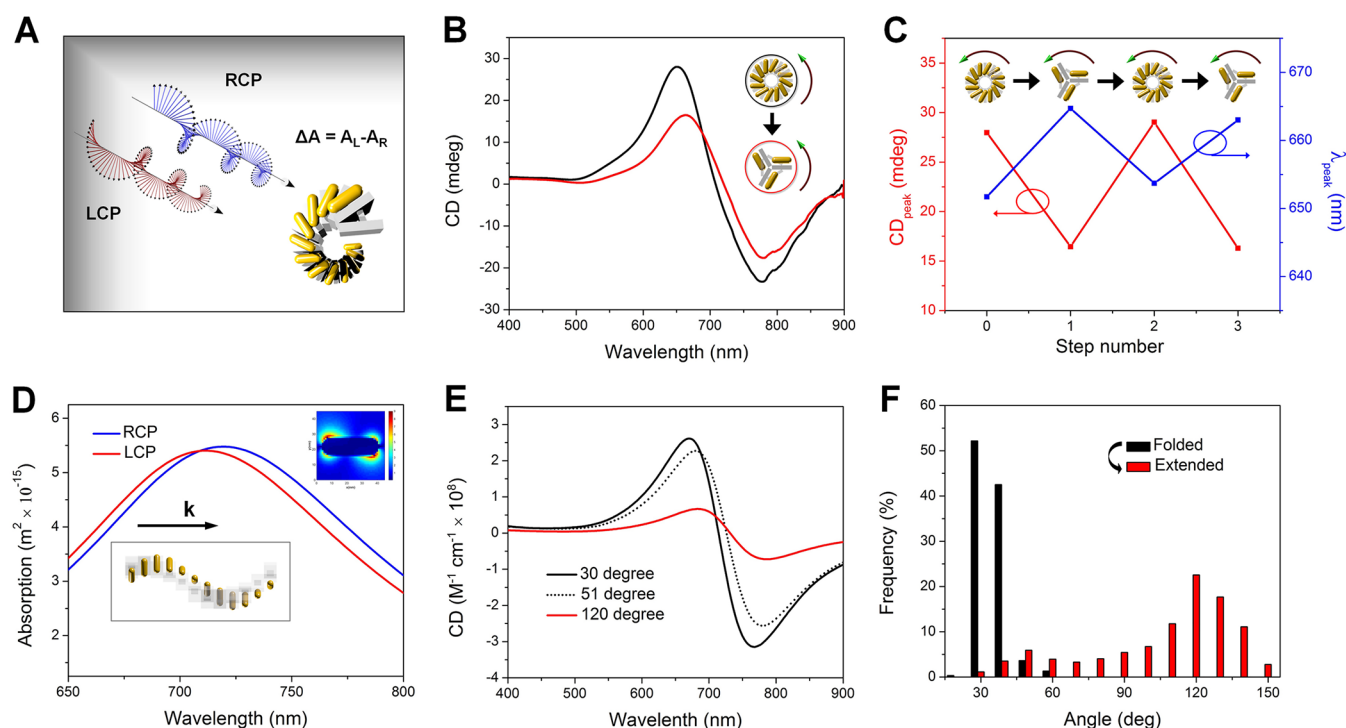 A
RCP
ΔA = A_L-A_R
LCP
B
CD (mdeg)
30
20
10
0
-10
-20
-30
400 500 600 700 800 900
Wavelength (nm)
C
CD_peak (mdeg)
35
30
25
20
15
10
670
660
650
640
λ_peak (nm)
0 1 2 3
Step number
D
Absorption (m² × 10⁻¹⁵)
5
4
3
2
RCP
LCP
k
650 700 750 800
Wavelength (nm)
E
CD (M⁻¹ cm⁻¹ × 10⁸)
3
2
1
0
-1
-2
-3
-4
30 degree
51 degree
120 degree
400 500 600 700 800 900
Wavelength (nm)
F
Frequency (%)
60
50
40
30
20
10
0
Folded
Extended
30 60 90 120 150
Angle (deg)